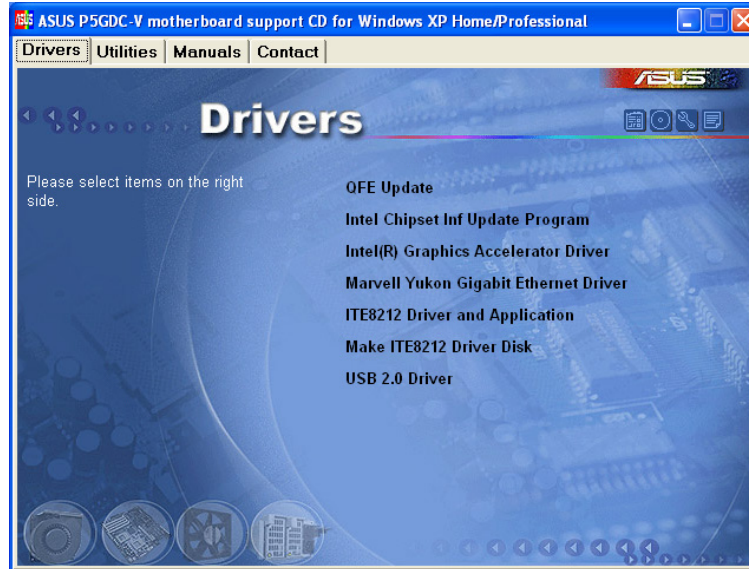 ASUS P5GDC-V motherboard support CD for Windows XP Home/Professional
Drivers Utilities Manuals Contact
ASUS
Drivers
Please select items on the right
side.
QFE Update
Intel Chipset Inf Update Program
Intel(R) Graphics Accelerator Driver
Marvell Yukon Gigabit Ethernet Driver
ITE8212 Driver and Application
Make ITE8212 Driver Disk
USB 2.0 Driver